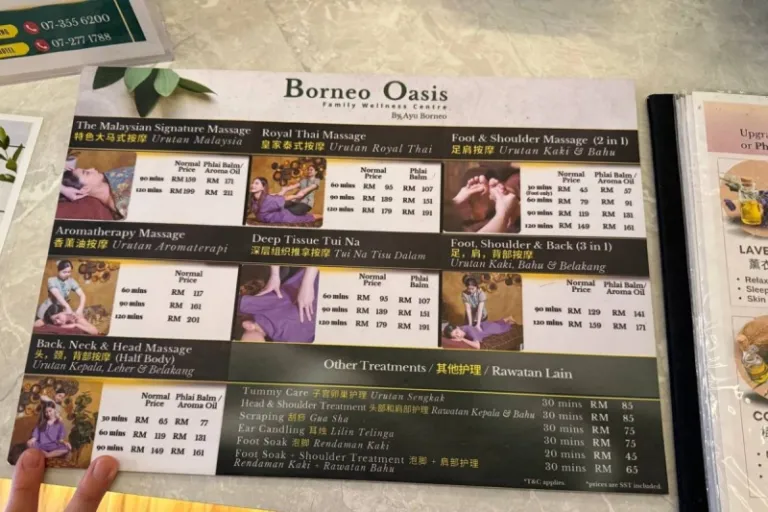 07-355 6200
07-277 1788
Borneo Oasis
Family Wellness Centre
By Ayu Borneo
The Malaysian Signature Massage
特色大马式按摩 Urutan Malaysia
Normal Price Phlai Balm/ Aroma Oil
90 mins RM 159 RM 171
120 mins RM 199 RM 211
Royal Thai Massage
皇家泰式按摩 Urutan Royal Thai
Normal Price Phlai Balm/ Aroma Oil
60 mins RM 95 RM 107
90 mins RM 139 RM 151
120 mins RM 179 RM 191
Foot & Shoulder Massage (2 in 1)
足肩按摩 Urutan Kaki & Bahu
Normal Price Phlai Balm/ Aroma Oil
30 mins (Foot only) RM 45 RM 57
60 mins RM 79 RM 91
90 mins RM 119 RM 131
120 mins RM 149 RM 161
Aromatherapy Massage
香薰油按摩 Urutan Aromaterapi
Normal Price
60 mins RM 117
90 mins RM 161
120 mins RM 201
Deep Tissue Tui Na
深层组织推拿按摩 Tui Na Tisu Dalam
Normal Price Phlai Balm
60 mins RM 95 RM 107
90 mins RM 139 RM 151
120 mins RM 179 RM 191
Foot, Shoulder & Back (3 in 1)
足，肩，背部按摩
Urutan Kaki, Bahu & Belakang
Normal Price Phlai Balm/ Aroma Oil
90 mins RM 129 RM 141
120 mins RM 159 RM 171
Back, Neck & Head Massage
头，颈，背部按摩 (Half Body)
Urutan Kepala, Leher & Belakang
Normal Price Phlai Balm/ Aroma Oil
30 mins RM 65 RM 77
60 mins RM 119 RM 131
90 mins RM 149 RM 161
Other Treatments / 其他护理 / Rawatan Lain
Tummy Care 子宫卵巢护理 Urutan Sengkak 30 mins RM 85
Head & Shoulder Treatment 头部和肩部护理 Rawatan Kepala & Bahu 30 mins RM 85
Scraping 刮痧 Gua Sha 30 mins RM 75
Ear Candling 耳烛 Lilin Telinga 30 mins RM 75
Foot Soak 泡脚 Rendaman Kaki 20 mins RM 45
Foot Soak + Shoulder Treatment 泡脚 + 肩部护理 30 mins RM 65
Rendaman Kaki + Rawatan Bahu
*T&C applies. *prices are SST included.
Upgra
or Ph
LAVE
薰衣
• Relax
• Sleep
• Skin
CO